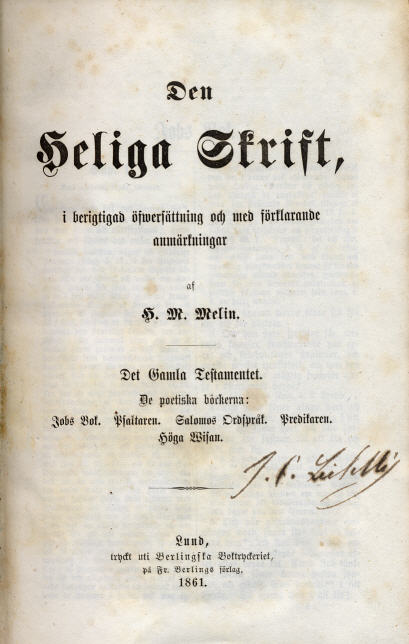 Den
Heliga Skrift,
i berigtigad öfwersättning och med förklarande
anmärkningar
af
H. M. Melin.
Det Gamla Testamentet.
De poetiska böckerna:
Jobs Bok. Psaltaren. Salomos Ordspråk. Predikaren.
Höga Wisan.
Lund,
tryckt uti Berlingska Boktryckeriet,
på Fr. Berlings förlag,
1861.